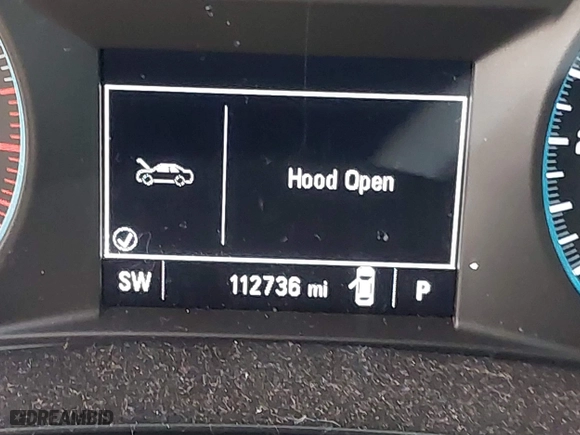 Hood Open
SW 112736 mi P
DREAMBID